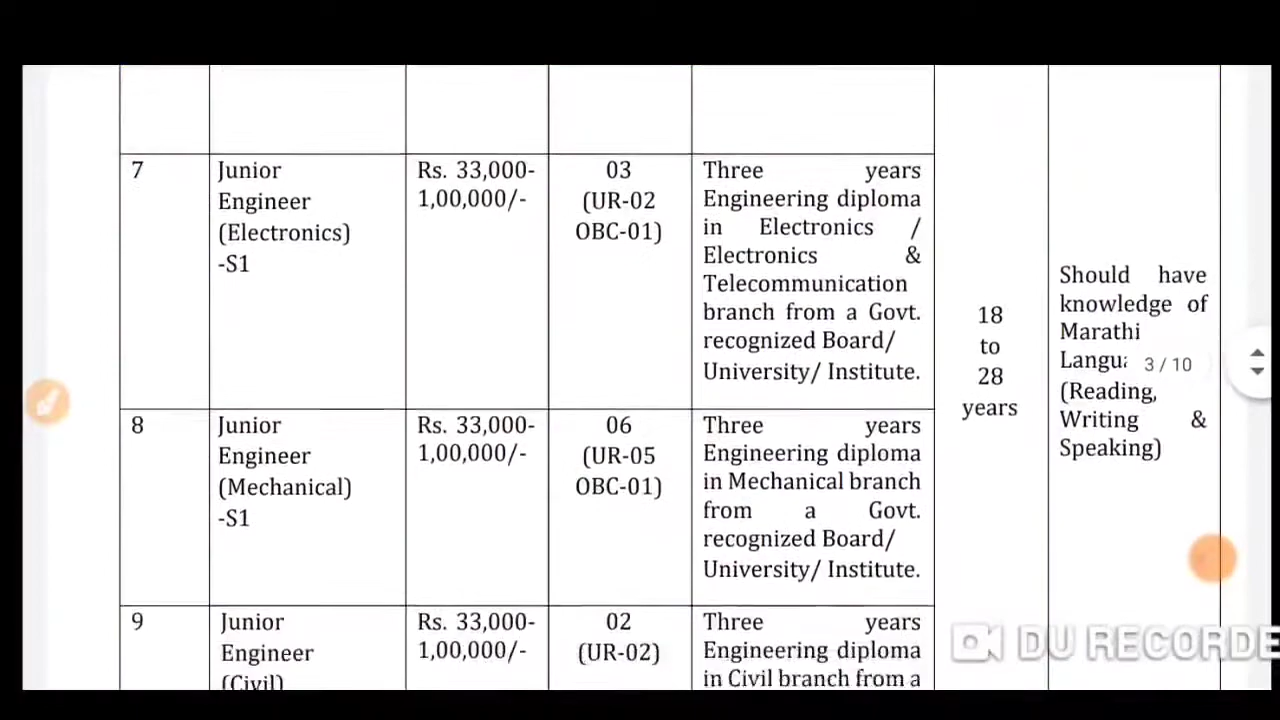 7
Junior
Engineer
(Electronics)
-S1
Rs. 33,000-
1,00,000/-
03
(UR-02
OBC-01)
Three years
Engineering diploma
in Electronics /
Electronics &
Telecommunication
branch from a Govt.
recognized Board/
University/ Institute.
8
Junior
Engineer
(Mechanical)
-S1
Rs. 33,000-
1,00,000/-
06
(UR-05
OBC-01)
Three years
Engineering diploma
in Mechanical branch
from a Govt.
recognized Board/
University/ Institute.
9
Junior
Engineer
(Civil)
Rs. 33,000-
1,00,000/-
02
(UR-02)
Three years
Engineering diploma
in Civil branch from a
18
to
28
years
Should have
knowledge of
Marathi
Langu
(Reading,
Writing &
Speaking)
3 / 10
DU RECORDE